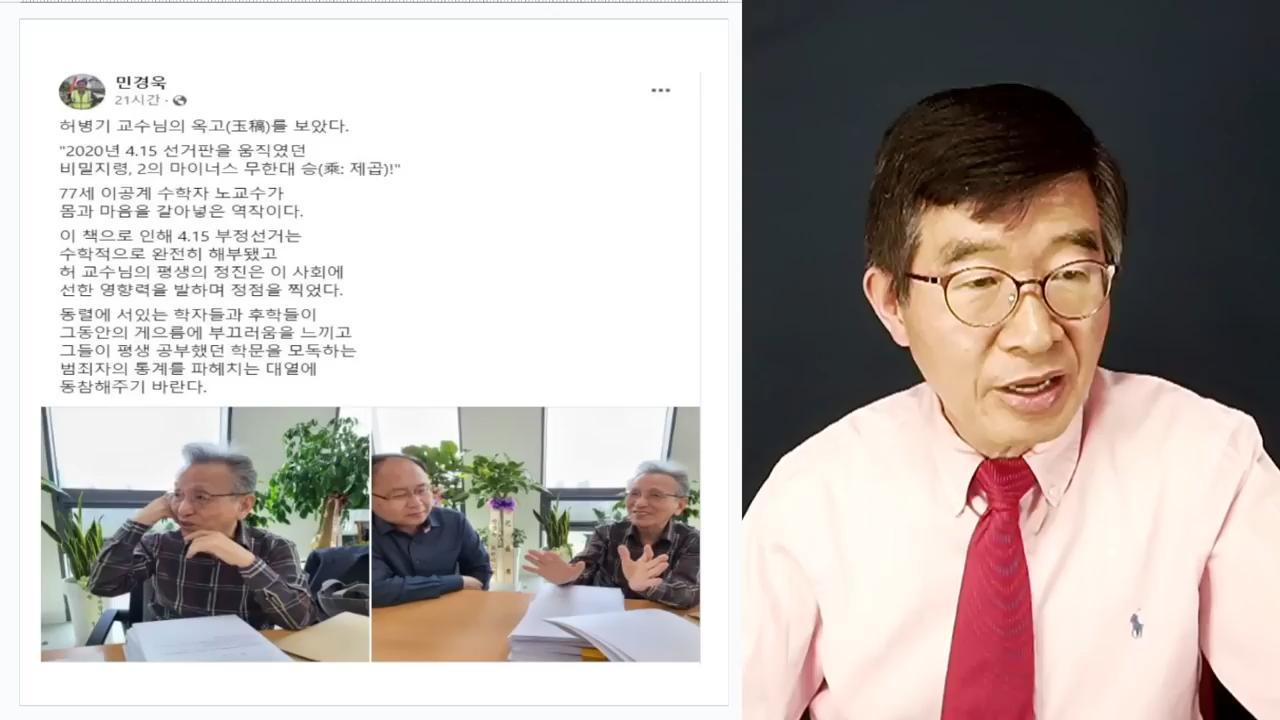 민경욱
21시간 ·
허병기 교수님의 옥고(玉稿)를 보았다.
"2020년 4.15 선거판을 움직였던
비밀지령, 2의 마이너스 무한대 승(乘: 제곱)!"
77세 이공계 수학자 노교수가
몸과 마음을 갈아넣은 역작이다.
이 책으로 인해 4.15 부정선거는
수학적으로 완전히 해부됐고
허 교수님의 평생의 정진은 이 사회에
선한 영향력을 발하며 정점을 찍었다.
동렬에 서있는 학자들과 후학들이
그동안의 게으름에 부끄러움을 느끼고
그들이 평생 공부했던 학문을 모독하는
범죄자의 통계를 파헤치는 대열에
동참해주기 바란다.